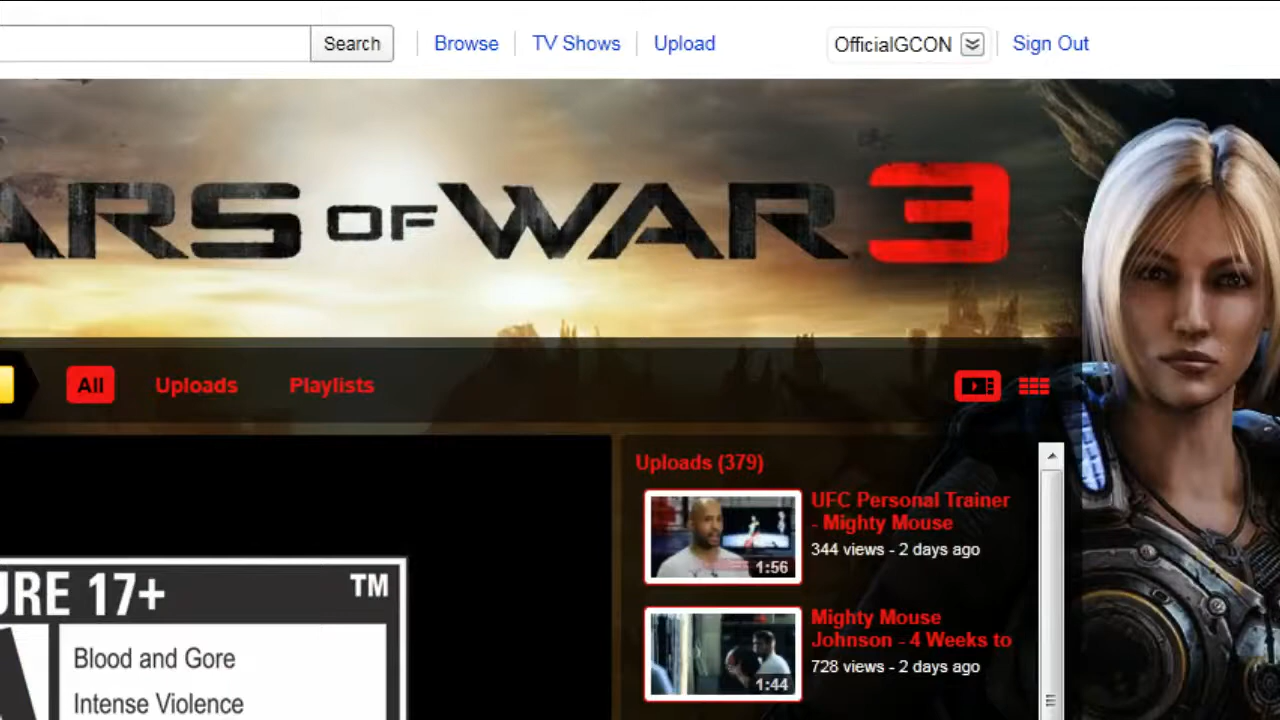 Search
Browse
TV Shows
Upload
OfficialGCON
Sign Out
ARS OF WAR 3
All
Uploads
Playlists
Uploads (379)
UFC Personal Trainer
- Mighty Mouse
344 views - 2 days ago
1:56
Mighty Mouse
Johnson - 4 Weeks to
728 views - 2 days ago
1:44
URE 17+
TM
Blood and Gore
Intense Violence